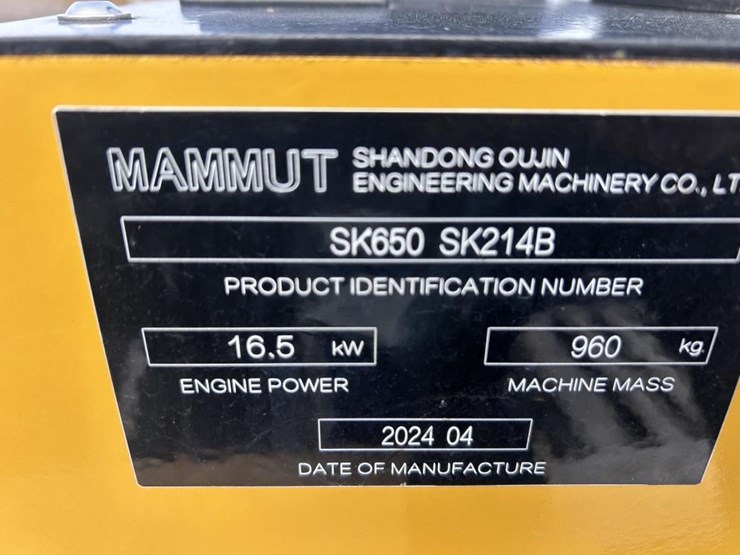 MAMMUT
SHANDONG OUJIN
ENGINEERING MACHINERY CO., LT
SK650 SK214B
PRODUCT IDENTIFICATION NUMBER
16.5 kW
960 kg
ENGINE POWER
MACHINE MASS
2024 04
DATE OF MANUFACTURE